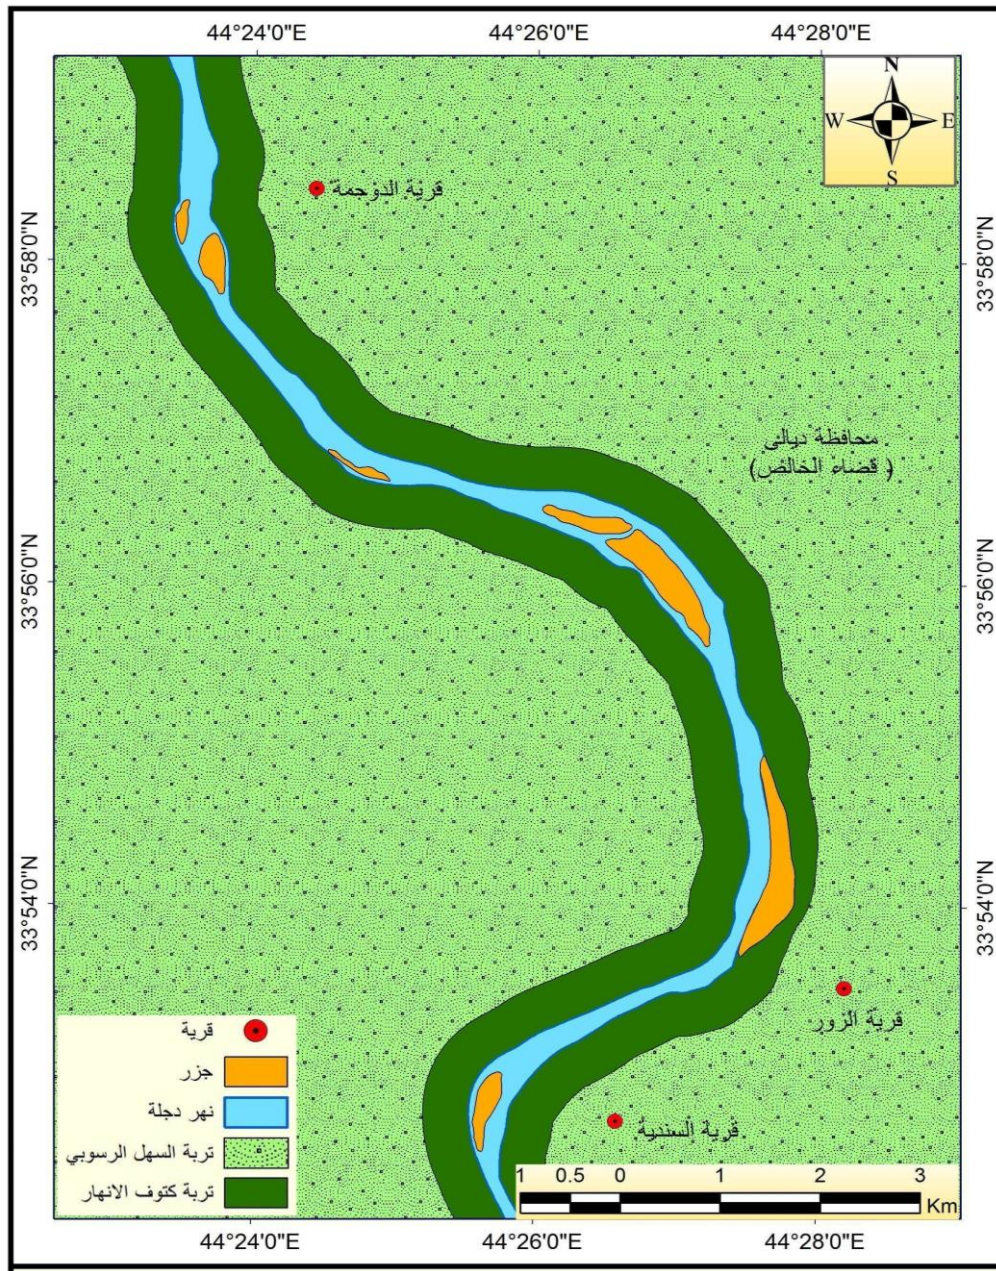 44°24'0"E 44°26'0"E 44°28'0"E
N
W E
S
قرية الدوجمة
33°58'0"N 33°58'0"N
محافظة ديالى
( قضاء الخالص)
33°56'0"N 33°56'0"N
33°54'0"N 33°54'0"N
قرية الزور
قرية السندية
قرية
جزر
نهر دجلة
تربة السهل الرسوبي
تربة كتوف الانهار
1 0.5 0 1 2 3
Km
44°24'0"E 44°26'0"E 44°28'0"E